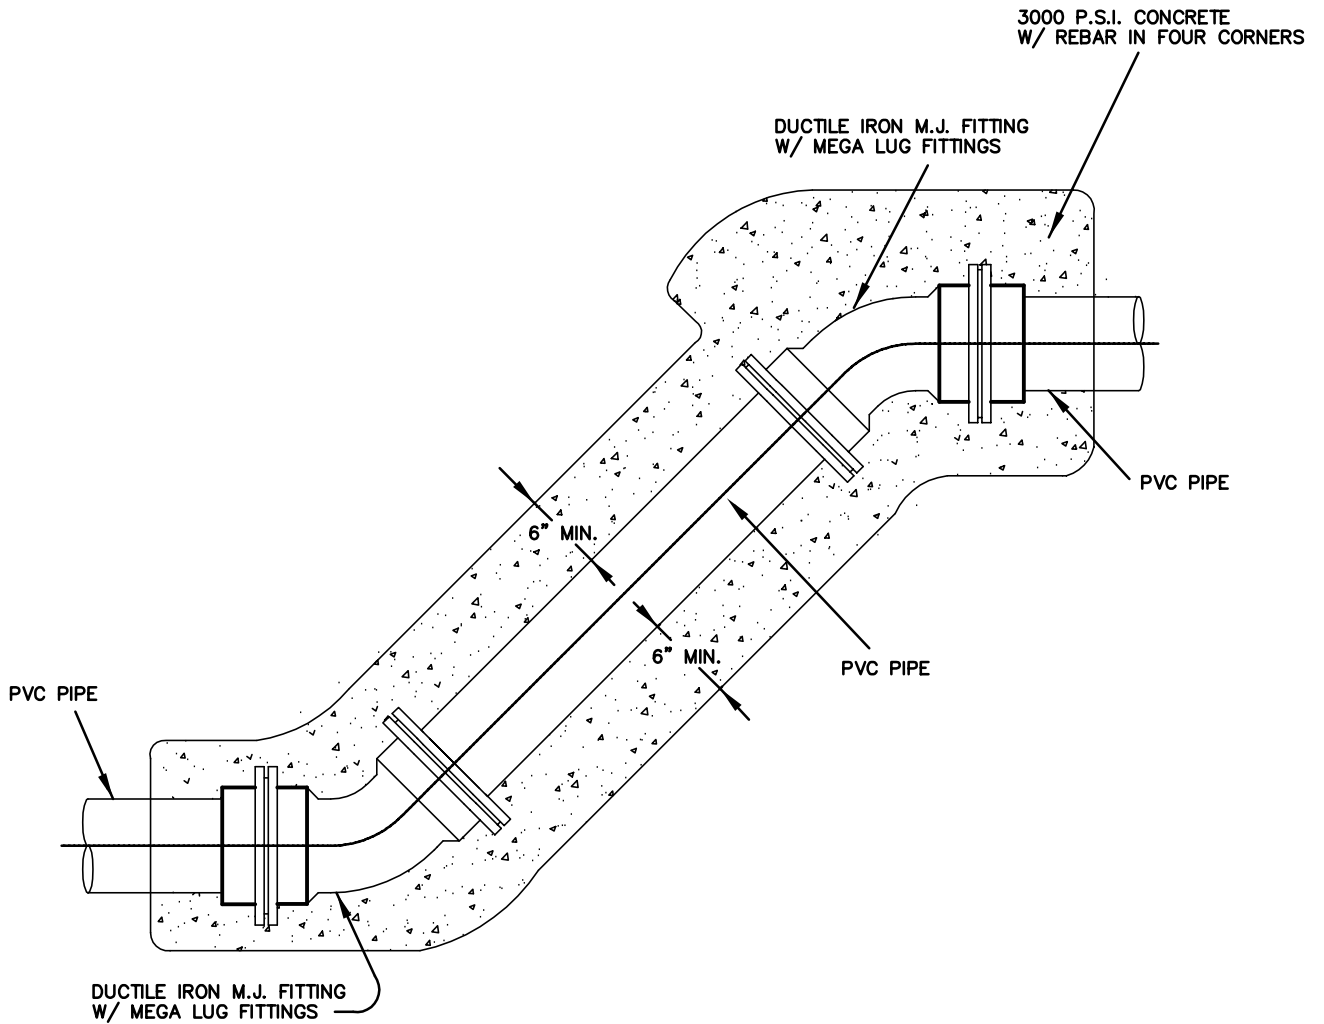 3000 P.S.I. CONCRETE
W/ REBAR IN FOUR CORNERS
DUCTILE IRON M.J. FITTING
W/ MEGA LUG FITTINGS
PVC PIPE
6” MIN.
6” MIN.
PVC PIPE
PVC PIPE
DUCTILE IRON M.J. FITTING
W/ MEGA LUG FITTINGS